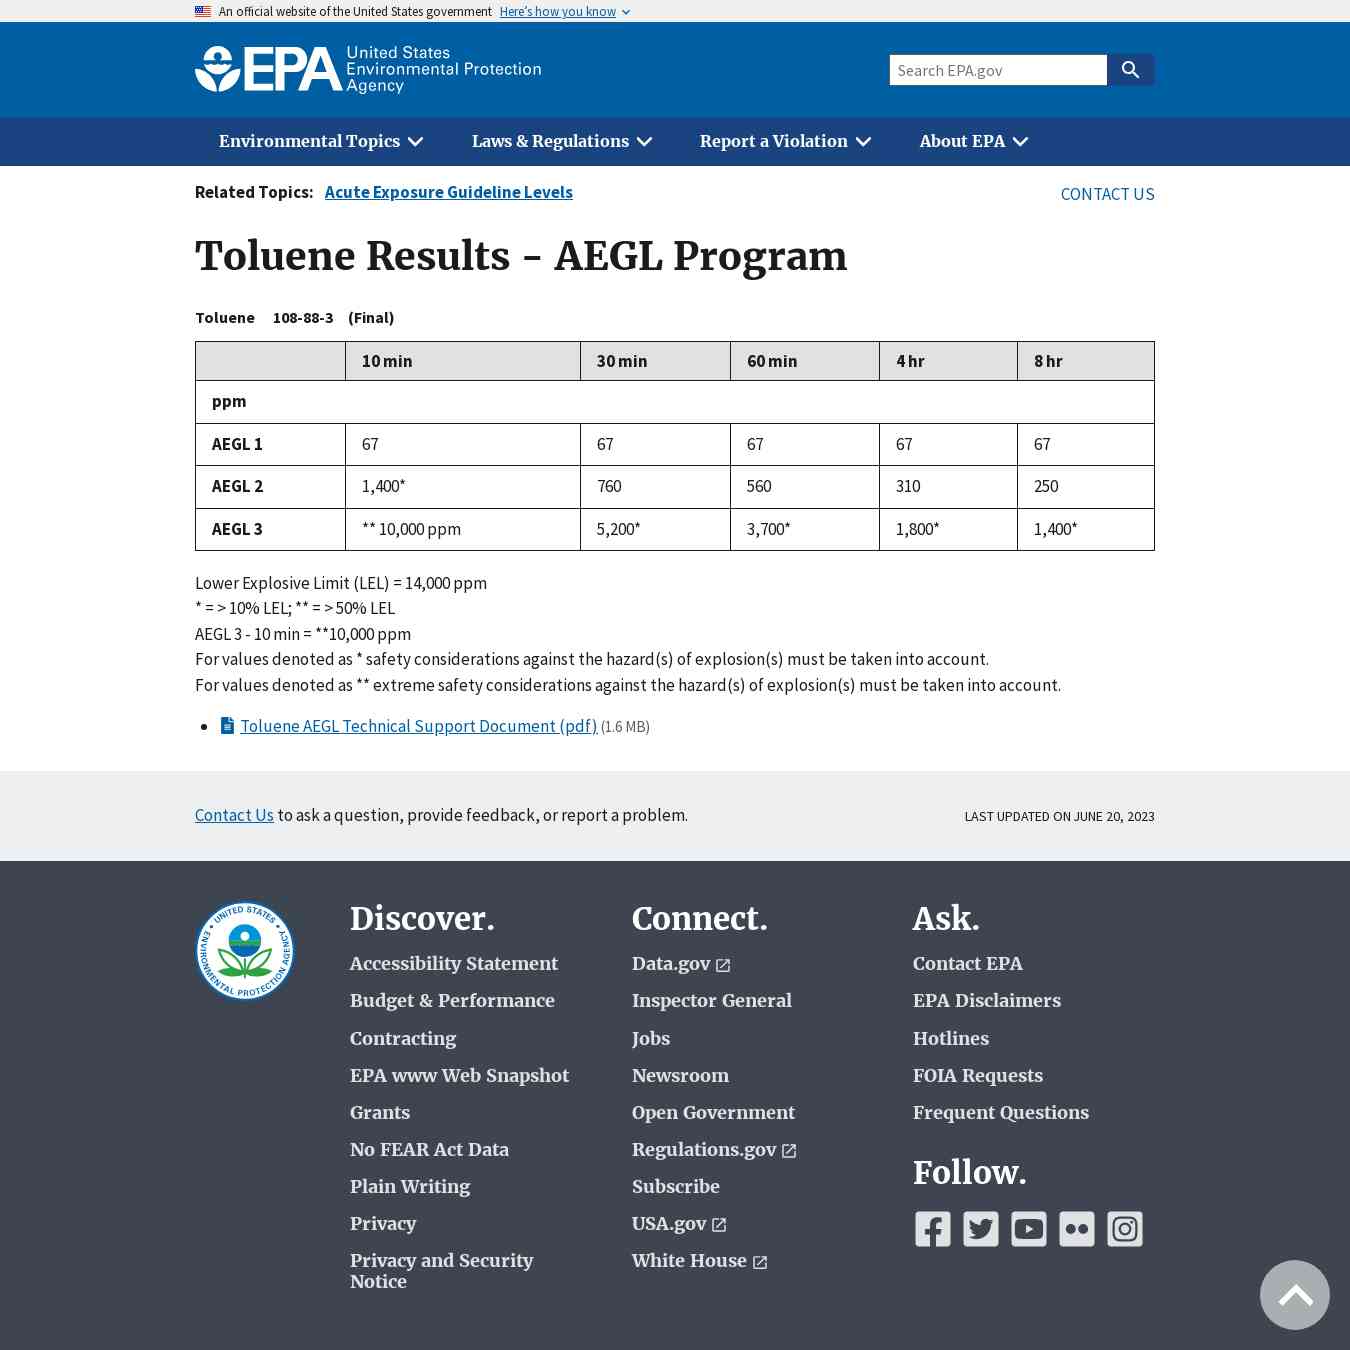 An official website of the United States government Here's how you know
EPA United States
Environmental Protection
Agency
Search EPA.gov
Environmental Topics Laws & Regulations Report a Violation About EPA
Related Topics: Acute Exposure Guideline Levels CONTACT US
Toluene Results - AEGL Program
Toluene 108-88-3 (Final)
10 min 30 min 60 min 4 hr 8 hr
ppm
AEGL 1 67 67 67 67 67
AEGL 2 1,400* 760 560 310 250
AEGL 3 ** 10,000 ppm 5,200* 3,700* 1,800* 1,400*
Lower Explosive Limit (LEL) = 14,000 ppm
* = > 10% LEL; ** = > 50% LEL
AEGL 3 - 10 min = **10,000 ppm
For values denoted as * safety considerations against the hazard(s) of explosion(s) must be taken into account.
For values denoted as ** extreme safety considerations against the hazard(s) of explosion(s) must be taken into account.
Toluene AEGL Technical Support Document (pdf) (1.6 MB)
Contact Us to ask a question, provide feedback, or report a problem. LAST UPDATED ON JUNE 20, 2023
UNITED STATES
ENVIRONMENTAL PROTECTION AGENCY
Discover.
Accessibility Statement
Budget & Performance
Contracting
EPA www Web Snapshot
Grants
No FEAR Act Data
Plain Writing
Privacy
Privacy and Security
Notice
Connect.
Data.gov
Inspector General
Jobs
Newsroom
Open Government
Regulations.gov
Subscribe
USA.gov
White House
Ask.
Contact EPA
EPA Disclaimers
Hotlines
FOIA Requests
Frequent Questions
Follow.